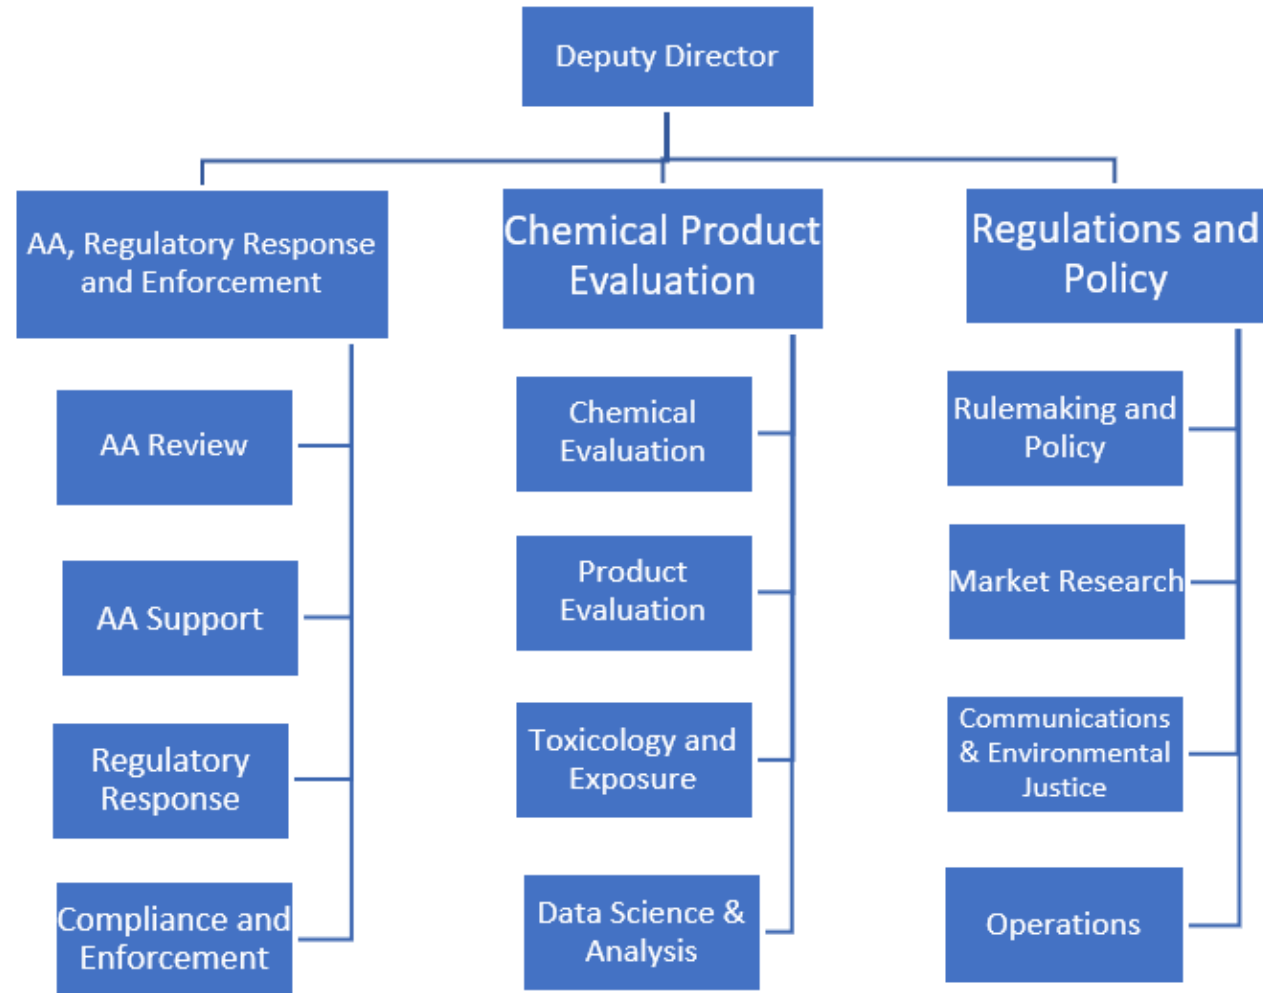 Deputy Director
AA, Regulatory Response
and Enforcement
AA Review
AA Support
Regulatory
Response
Compliance and
Enforcement
Chemical Product
Evaluation
Chemical
Evaluation
Product
Evaluation
Toxicology and
Exposure
Data Science &
Analysis
Regulations and
Policy
Rulemaking and
Policy
Market Research
Communications
& Environmental
Justice
Operations